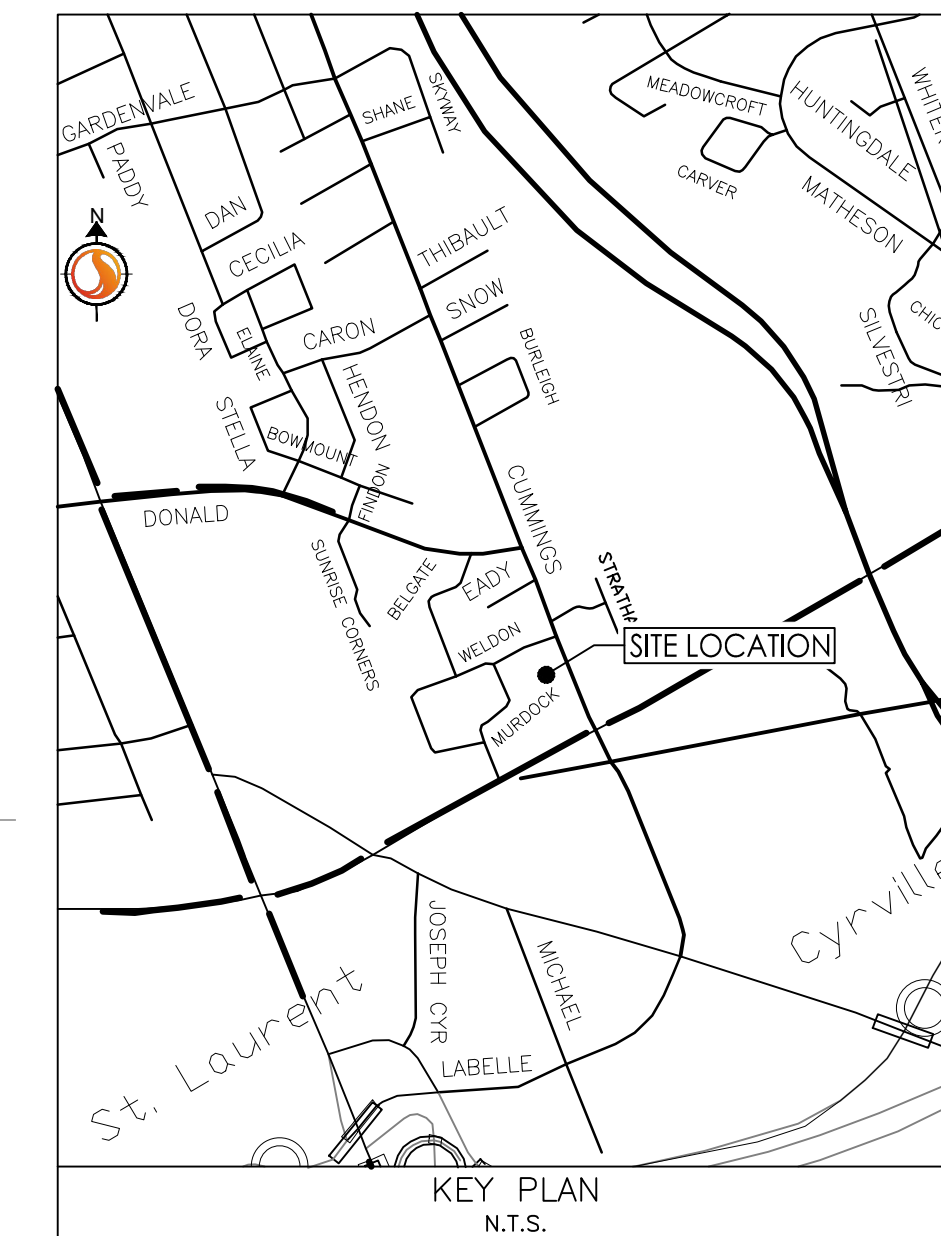 GARDENVALE
PADDY
SHANE
SKYWAY
MEADOWCROFT
HUNTINGDALE
CARVER
MATHESON
N
DAN
CECILIA
THIBAULT
SNOW
DORA
ELAINE
CARON
BURLEIGH
SILVESTRI
STELLA
HENDON
BOWMOUNT
FINDON
CUMMINGS
DONALD
SUNRISE CORNERS
BELGATE
EADY
WELDON
SITE LOCATION
MURDOCK
Cyrville
JOSEPH CYR
MICHAEL
St. Laurent
LABELLE
KEY PLAN
N.T.S.